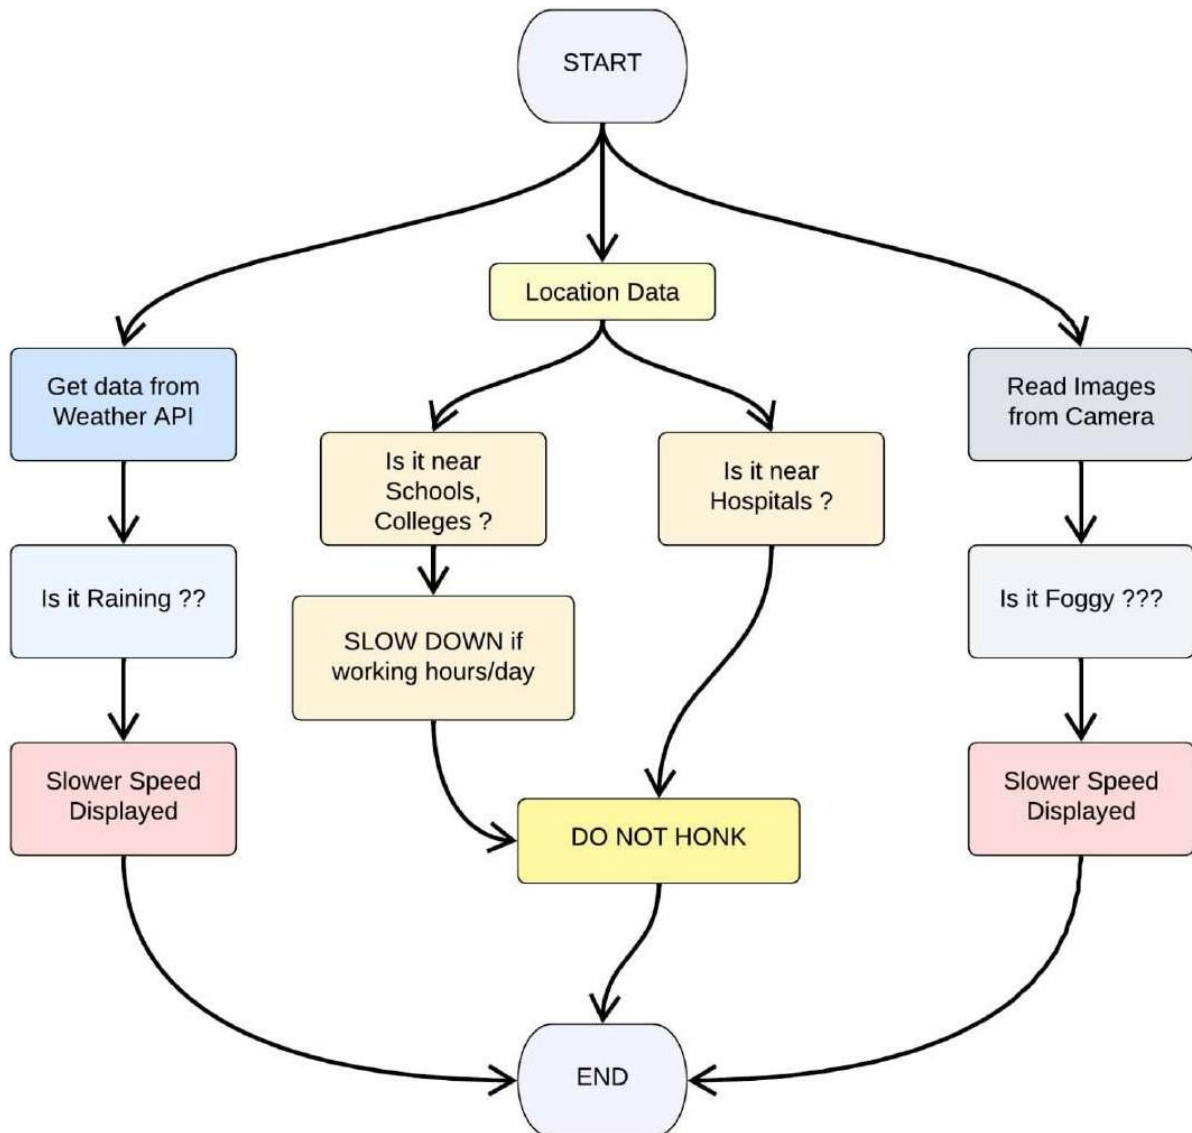 START
Location Data
Get data from
Weather API
Read Images
from Camera
Is it near
Schools,
Colleges ?
Is it near
Hospitals ?
Is it Raining ??
Is it Foggy ???
SLOW DOWN if
working hours/day
Slower Speed
Displayed
DO NOT HONK
Slower Speed
Displayed
END